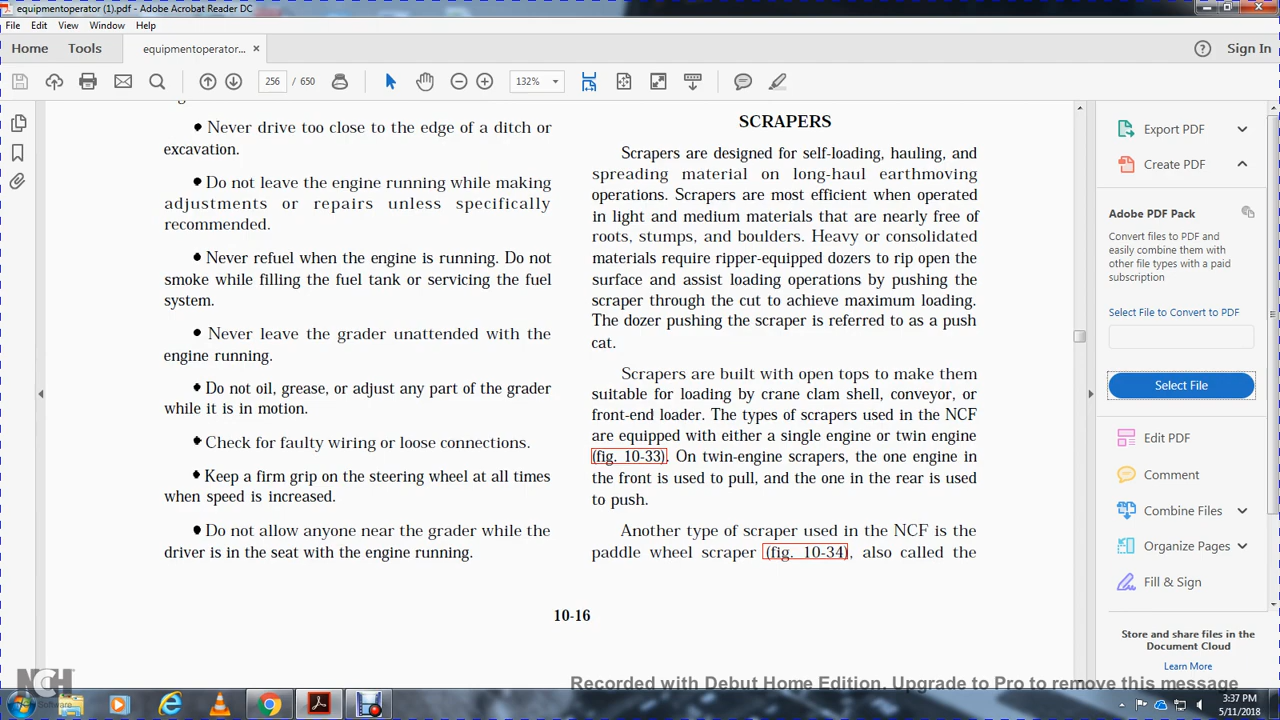 equipmentoperator (1).pdf - Adobe Acrobat Reader DC
File Edit View Window Help
Home Tools equipmentoperator... × Sign In
256 / 650 132%
• Never drive too close to the edge of a ditch or
excavation.
• Do not leave the engine running while making
adjustments or repairs unless specifically
recommended.
• Never refuel when the engine is running. Do not
smoke while filling the fuel tank or servicing the fuel
system.
• Never leave the grader unattended with the
engine running.
• Do not oil, grease, or adjust any part of the grader
while it is in motion.
• Check for faulty wiring or loose connections.
• Keep a firm grip on the steering wheel at all times
when speed is increased.
• Do not allow anyone near the grader while the
driver is in the seat with the engine running.
SCRAPERS
Scrapers are designed for self-loading, hauling, and
spreading material on long-haul earthmoving
operations. Scrapers are most efficient when operated
in light and medium materials that are nearly free of
roots, stumps, and boulders. Heavy or consolidated
materials require ripper-equipped dozers to rip open the
surface and assist loading operations by pushing the
scraper through the cut to achieve maximum loading.
The dozer pushing the scraper is referred to as a push
cat.
Scrapers are built with open tops to make them
suitable for loading by crane clam shell, conveyor, or
front-end loader. The types of scrapers used in the NCF
are equipped with either a single engine or twin engine
(fig. 10-33). On twin-engine scrapers, the one engine in
the front is used to pull, and the one in the rear is used
to push.
Another type of scraper used in the NCF is the
paddle wheel scraper (fig. 10-34), also called the
10-16
Export PDF
Create PDF
Adobe PDF Pack
Convert files to PDF and
easily combine them with
other file types with a paid
subscription
Select File to Convert to PDF
Select File
Edit PDF
Comment
Combine Files
Organize Pages
Fill & Sign
Store and share files in the
Document Cloud
Learn More
NCH
Software
Recorded with Debut Home Edition. Upgrade to Pro to remove this message
3:37 PM
5/11/2018